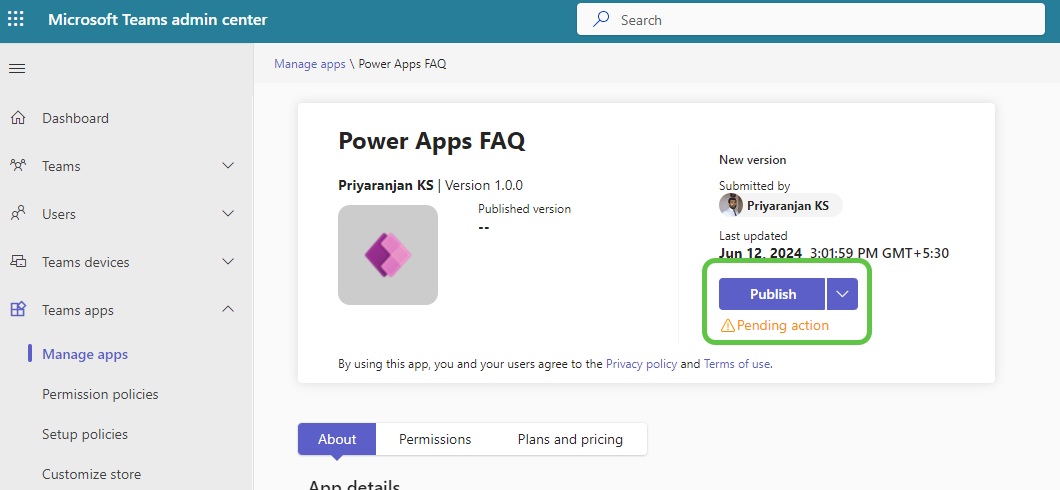 Microsoft Teams admin center
Search
Manage apps \ Power Apps FAQ
Dashboard
Teams
Users
Teams devices
Teams apps
Manage apps
Permission policies
Setup policies
Customize store
Power Apps FAQ
Priyaranjan KS | Version 1.0.0
Published version
--
New version
Submitted by
Priyaranjan KS
Last updated
Jun 12, 2024 3:01:59 PM GMT+5:30
Publish
Pending action
By using this app, you and your users agree to the Privacy policy and Terms of use.
About
Permissions
Plans and pricing
App details